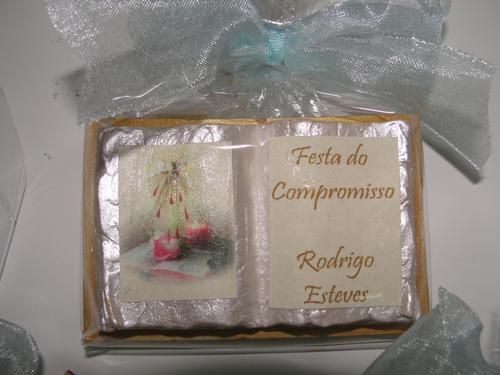 Festa do
Compromisso
Rodrigo
Esteves